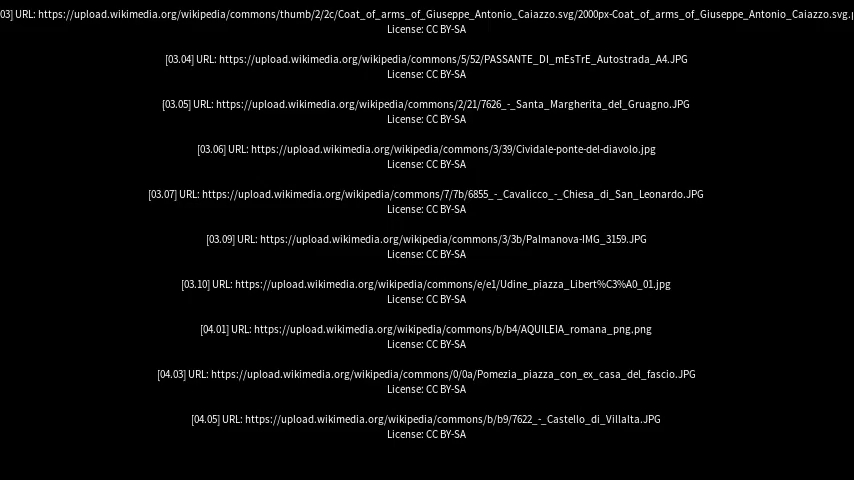 03] URL: https://upload.wikimedia.org/wikipedia/commons/thumb/2/2c/Coat_of_arms_of_Giuseppe_Antonio_Caiazzo.svg/2000px-Coat_of_arms_of_Giuseppe_Antonio_Caiazzo.svg.p
License: CC BY-SA
[03.04] URL: https://upload.wikimedia.org/wikipedia/commons/5/52/PASSANTE_DI_mEsTrE_Autostrada_A4.JPG
License: CC BY-SA
[03.05] URL: https://upload.wikimedia.org/wikipedia/commons/2/21/7626_-_Santa_Margherita_del_Gruagno.JPG
License: CC BY-SA
[03.06] URL: https://upload.wikimedia.org/wikipedia/commons/3/39/Cividale-ponte-del-diavolo.jpg
License: CC BY-SA
[03.07] URL: https://upload.wikimedia.org/wikipedia/commons/7/7b/6855_-_Cavalicco_-_Chiesa_di_San_Leonardo.JPG
License: CC BY-SA
[03.09] URL: https://upload.wikimedia.org/wikipedia/commons/3/3b/Palmanova-IMG_3159.JPG
License: CC BY-SA
[03.10] URL: https://upload.wikimedia.org/wikipedia/commons/e/e1/Udine_piazza_Libert%C3%A0_01.jpg
License: CC BY-SA
[04.01] URL: https://upload.wikimedia.org/wikipedia/commons/b/b4/AQUILEIA_romana_png.png
License: CC BY-SA
[04.03] URL: https://upload.wikimedia.org/wikipedia/commons/0/0a/Pomezia_piazza_con_ex_casa_del_fascio.JPG
License: CC BY-SA
[04.05] URL: https://upload.wikimedia.org/wikipedia/commons/b/b9/7622_-_Castello_di_Villalta.JPG
License: CC BY-SA